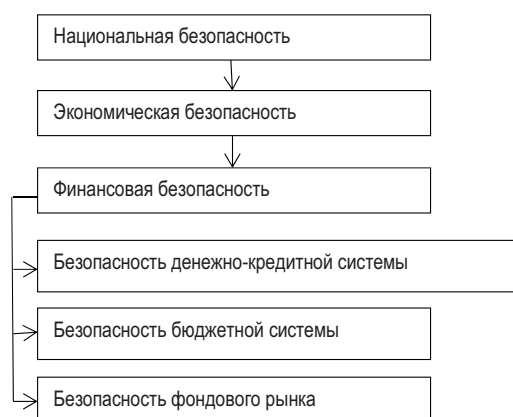 Национальная безопасность
Экономическая безопасность
Финансовая безопасность
Безопасность денежно-кредитной системы
Безопасность бюджетной системы
Безопасность фондового рынка